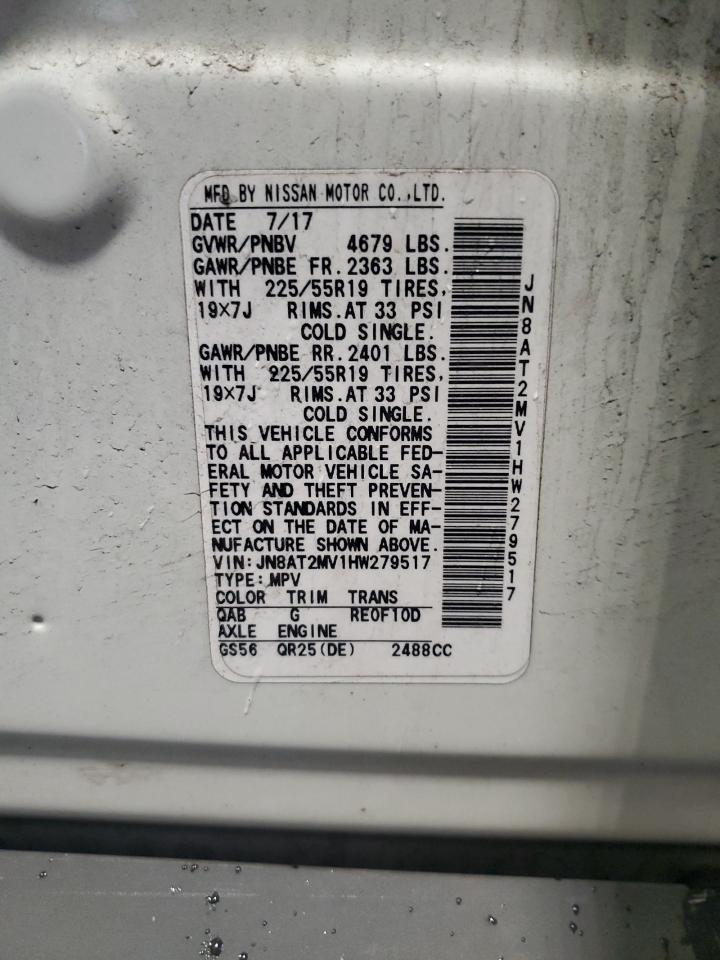 MFD BY NISSAN MOTOR CO.,LTD.
DATE 7/17
GVWR/PNBV 4679 LBS.
GAWR/PNBE FR. 2363 LBS.
WITH 225/55R19 TIRES,
19×7J RIMS.AT 33 PSI
COLD SINGLE.
GAWR/PNBE RR. 2401 LBS.
WITH 225/55R19 TIRES,
19×7J RIMS.AT 33 PSI
COLD SINGLE.
THIS VEHICLE CONFORMS
TO ALL APPLICABLE FED-
ERAL MOTOR VEHICLE SA-
FETY AND THEFT PREVEN-
TION STANDARDS IN EFF-
ECT ON THE DATE OF MA-
NUFACTURE SHOWN ABOVE.
VIN:JN8AT2MV1HW279517
TYPE:MPV
COLOR TRIM TRANS
QAB G RE0F10D
AXLE ENGINE
GS56 QR25(DE) 2488CC
JN8AT2MV1HW279517